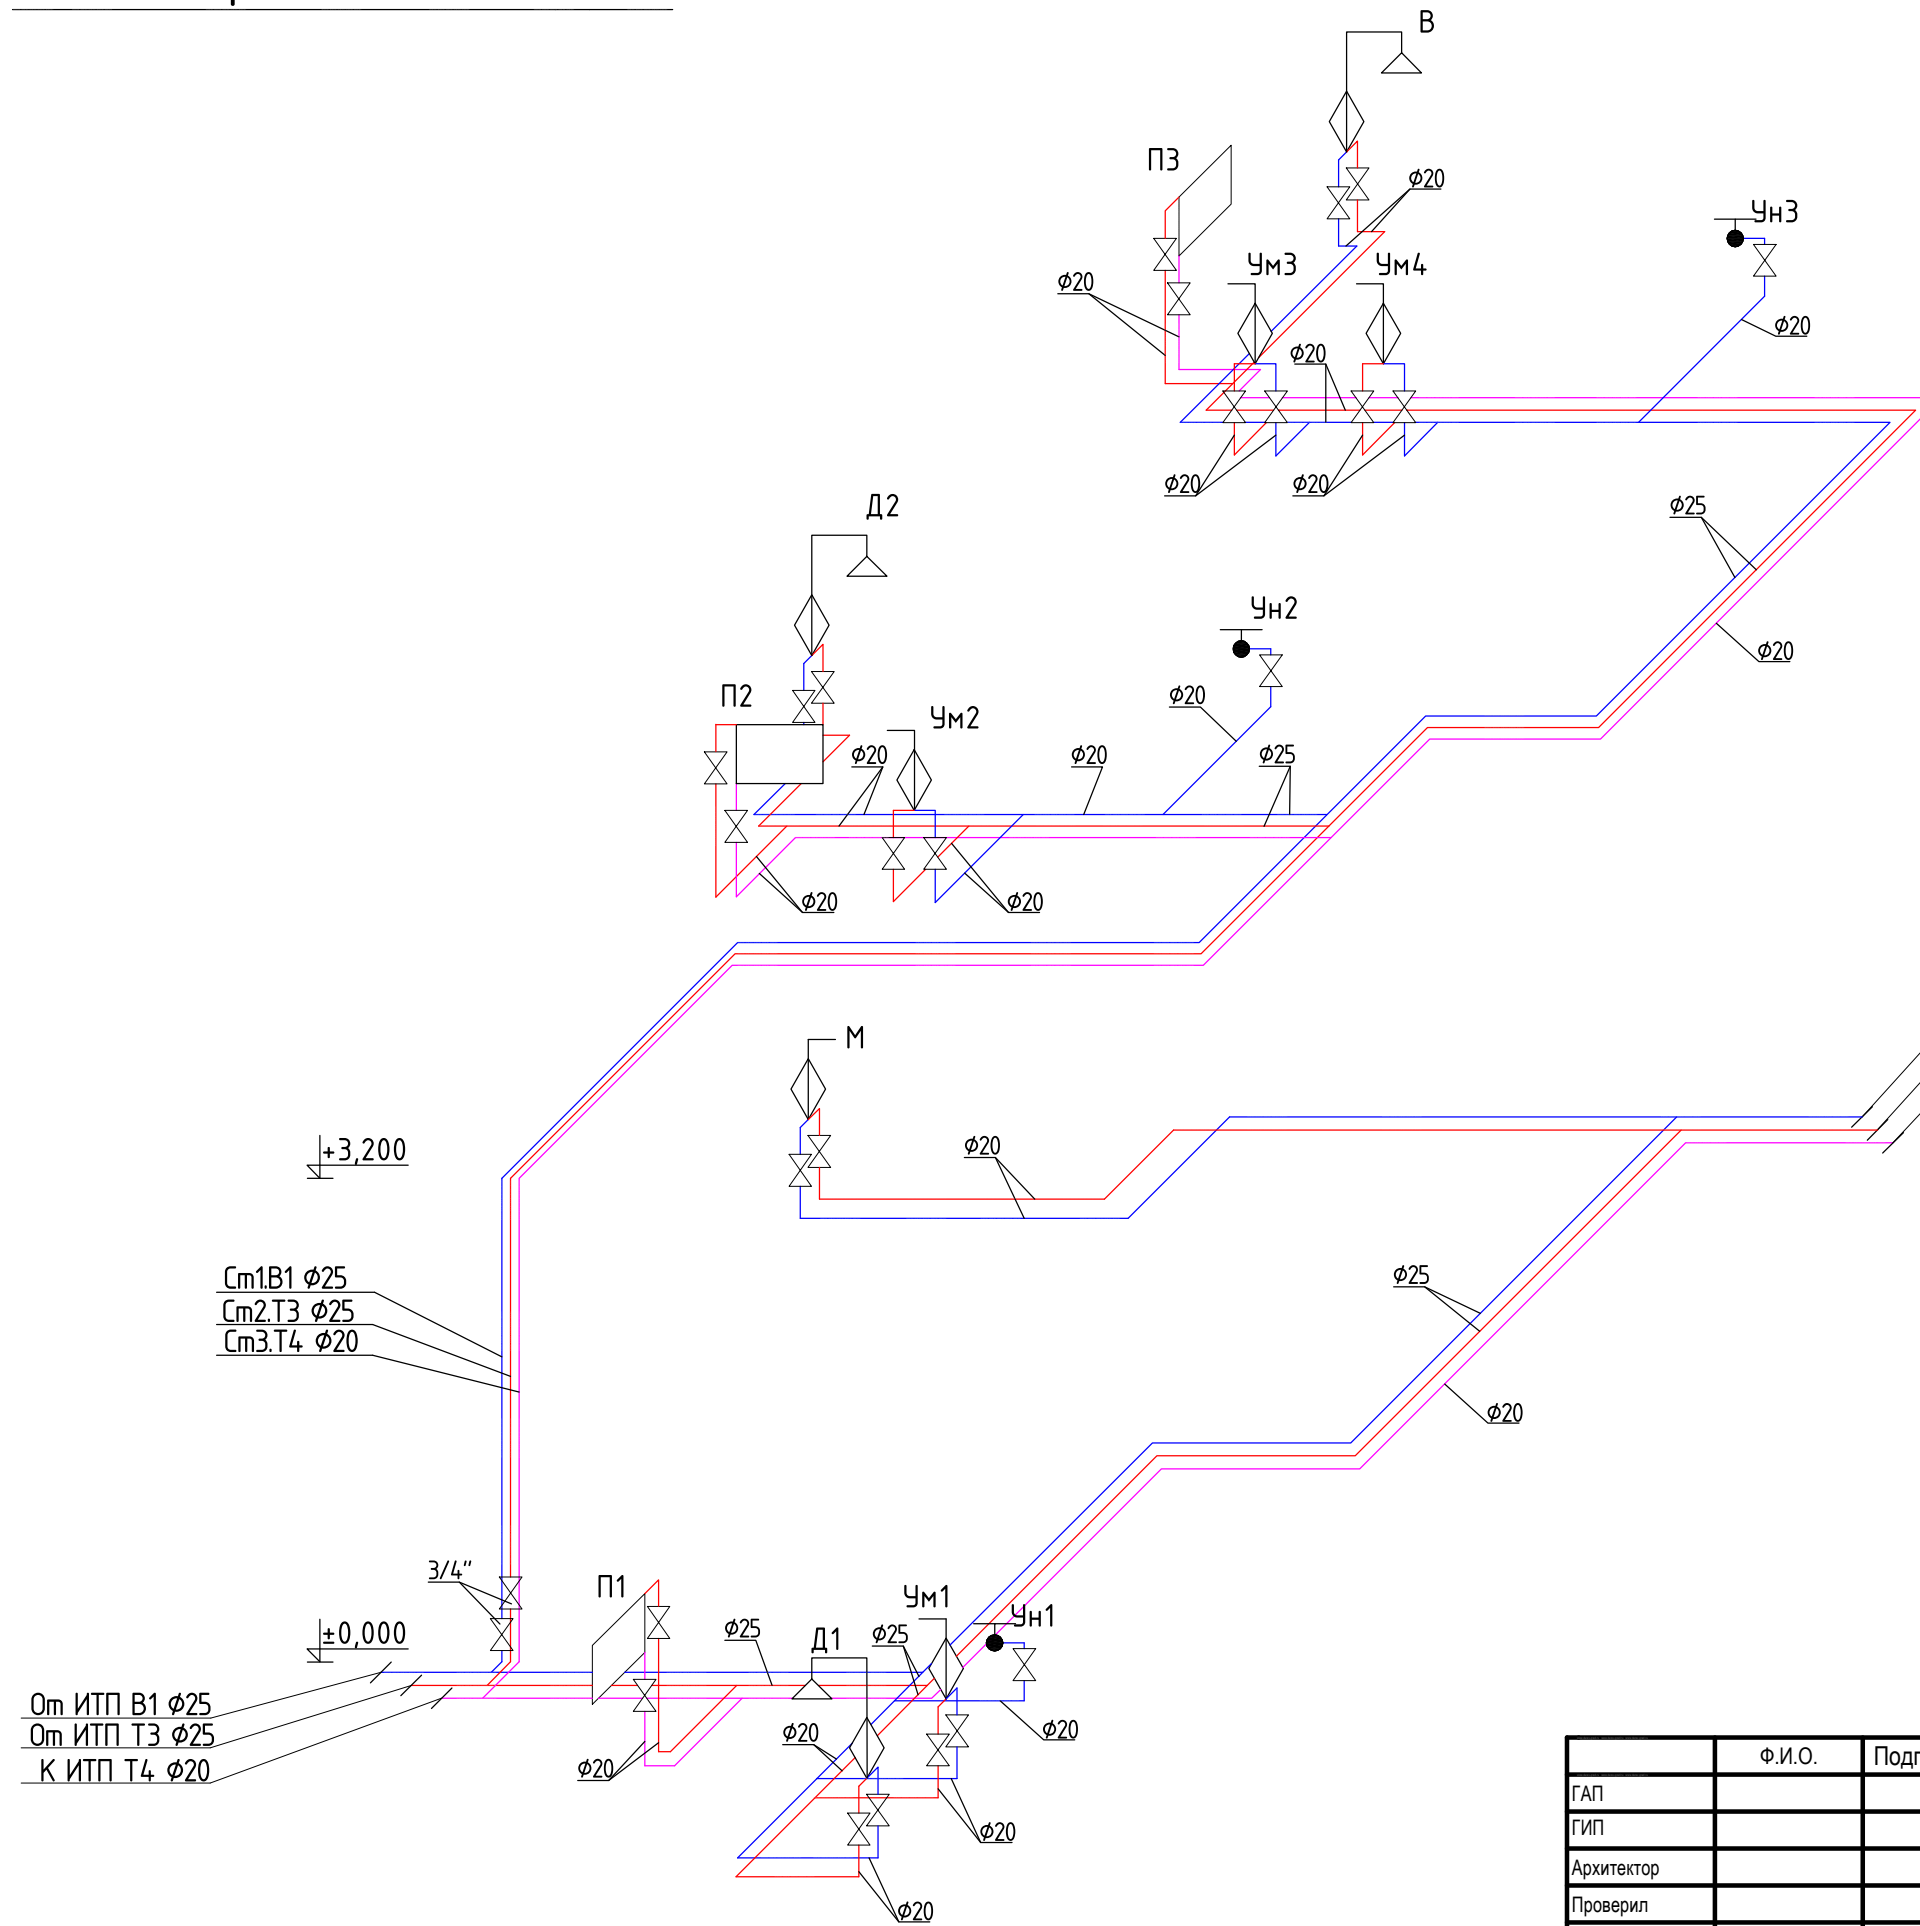 В
П3
ф20
Ун3
Ум3
Ум4
ф20
ф20
ф20
ф20
ф20
Д2
ф25
Ун2
ф20
П2
ф20
Ум2
ф20
ф20
ф25
ф20
ф20
М
+3,200
ф20
Ст1.В1 ф25
Ст2.Т3 ф25
Ст3.Т4 ф20
ф25
ф20
3/4"
П1
Ум1
Ун1
±0,000
ф25
Д1
ф25
От ИТП В1 ф25
От ИТП Т3 ф25
К ИТП Т4 ф20
ф20
ф20
ф20
ф20
ф20
Ф.И.О.
ГАП
ГИП
Архитектор
Проверил